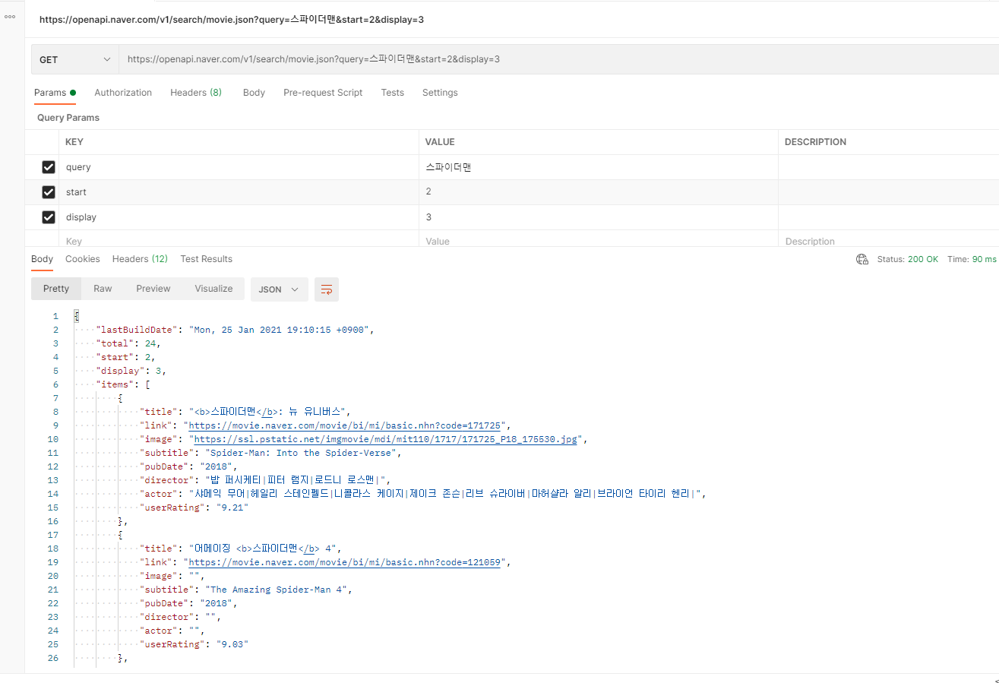 ooo
https://openapi.naver.com/v1/search/movie.json?query=스파이더맨&start=2&display=3
GET https://openapi.naver.com/v1/search/movie.json?query=스파이더맨&start=2&display=3
Params Authorization Headers (8) Body Pre-request Script Tests Settings
Query Params
KEY VALUE DESCRIPTION
query 스파이더맨
start 2
display 3
Key Value Description
Body Cookies Headers (12) Test Results Status: 200 OK Time: 90 ms
Pretty Raw Preview Visualize JSON
1 {
2 "lastBuildDate": "Mon, 25 Jan 2021 19:10:15 +0900",
3 "total": 24,
4 "start": 2,
5 "display": 3,
6 "items": [
7 {
8 "title": "<b>스파이더맨</b>: 뉴 유니버스",
9 "link": "https://movie.naver.com/movie/bi/mi/basic.nhn?code=171725",
10 "image": "https://ssl.pstatic.net/imgmovie/mdi/mit110/1717/171725_P18_175530.jpg",
11 "subtitle": "Spider-Man: Into the Spider-Verse",
12 "pubDate": "2018",
13 "director": "밥 퍼시케티|피터 램지|로드니 로스맨|",
14 "actor": "샤메익 무어|헤일리 스테인펠드|니콜라스 케이지|제이크 존슨|리브 슈라이버|마허샬라 알리|브라이언 타이리 헨리|",
15 "userRating": "9.21"
16 },
17 {
18 "title": "어메이징 <b>스파이더맨</b> 4",
19 "link": "https://movie.naver.com/movie/bi/mi/basic.nhn?code=121059",
20 "image": "",
21 "subtitle": "The Amazing Spider-Man 4",
22 "pubDate": "2018",
23 "director": "",
24 "actor": "",
25 "userRating": "9.03"
26 },